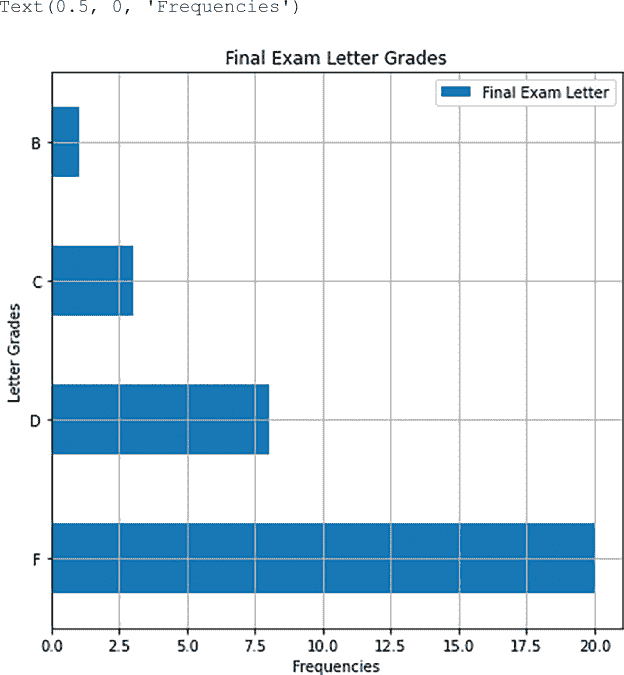 Text(0.5, 0, 'Frequencies')
Final Exam Letter Grades
Final Exam Letter
B
C
D
F
Letter Grades
0.0 2.5 5.0 7.5 10.0 12.5 15.0 17.5 20.0
Frequencies